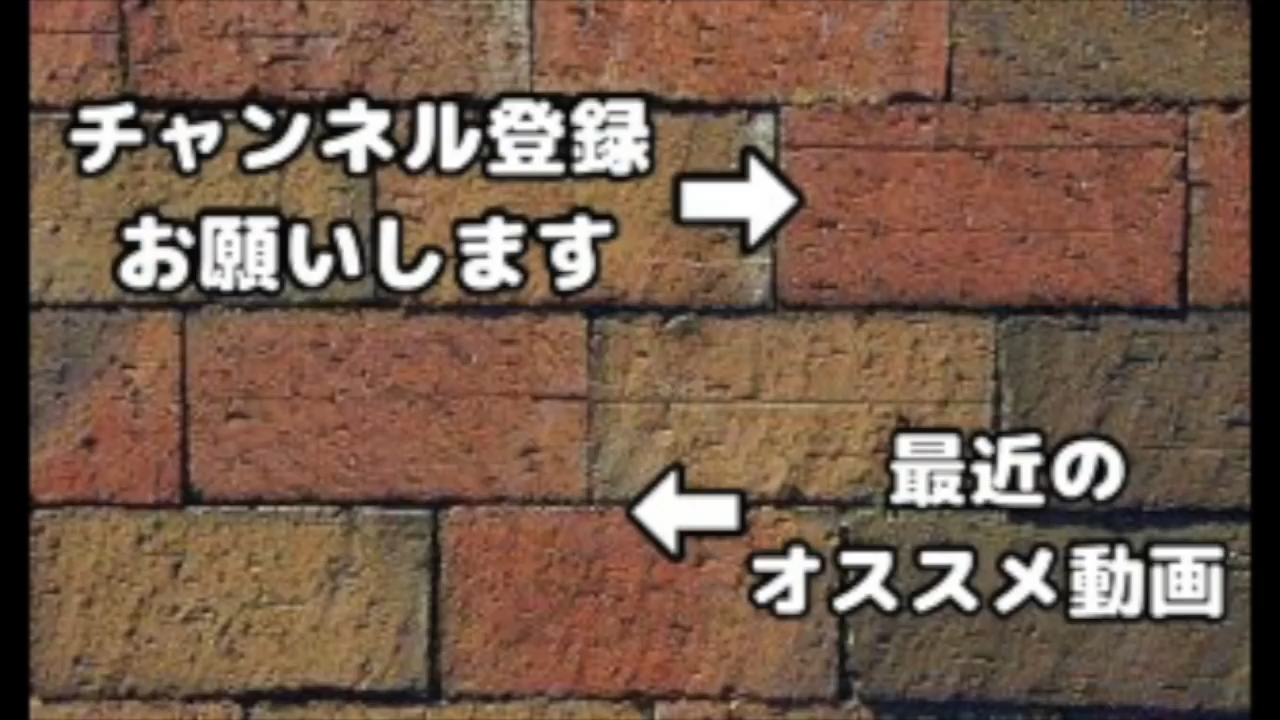 チャンネル登録
お願いします
最近の
オススメ動画